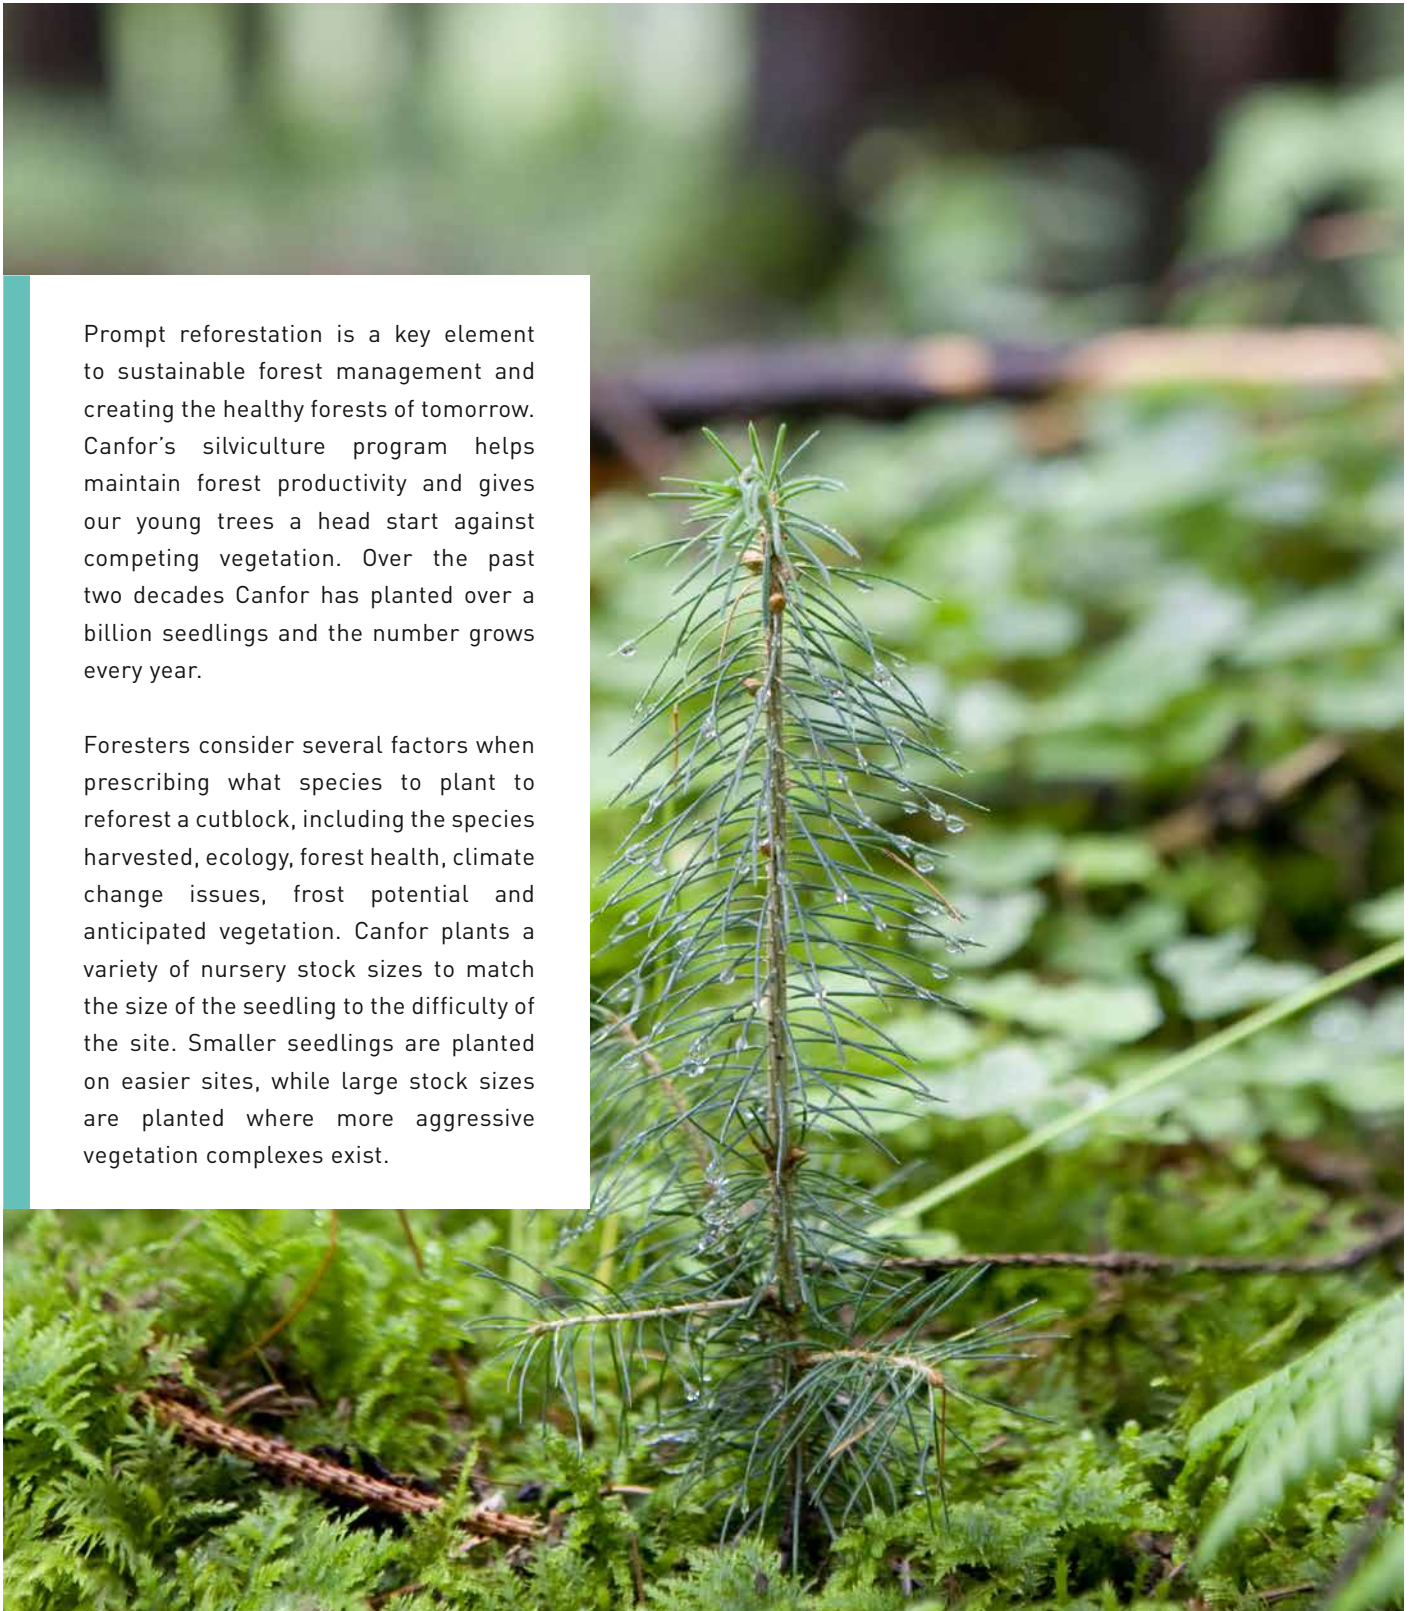 Prompt reforestation is a key element
to sustainable forest management and
creating the healthy forests of tomorrow.
Canfor’s silviculture program helps
maintain forest productivity and gives
our young trees a head start against
competing vegetation. Over the past
two decades Canfor has planted over a
billion seedlings and the number grows
every year.
Foresters consider several factors when
prescribing what species to plant to
reforest a cutblock, including the species
harvested, ecology, forest health, climate
change issues, frost potential and
anticipated vegetation. Canfor plants a
variety of nursery stock sizes to match
the size of the seedling to the difficulty of
the site. Smaller seedlings are planted
on easier sites, while large stock sizes
are planted where more aggressive
vegetation complexes exist.